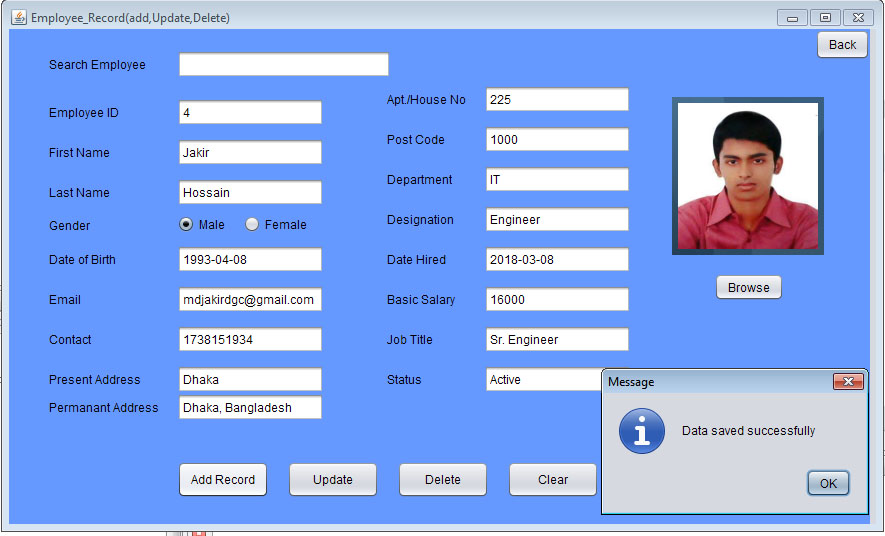 Employee_Record(add,Update,Delete)
Back
Search Employee
Employee ID 4
First Name Jakir
Last Name Hossain
Gender Male Female
Date of Birth 1993-04-08
Email mdjakirdgc@gmail.com
Contact 1738151934
Present Address Dhaka
Permanant Address Dhaka, Bangladesh
Apt./House No 225
Post Code 1000
Department IT
Designation Engineer
Date Hired 2018-03-08
Basic Salary 16000
Job Title Sr. Engineer
Status Active
Browse
Add Record Update Delete Clear
Message
Data saved successfully
OK